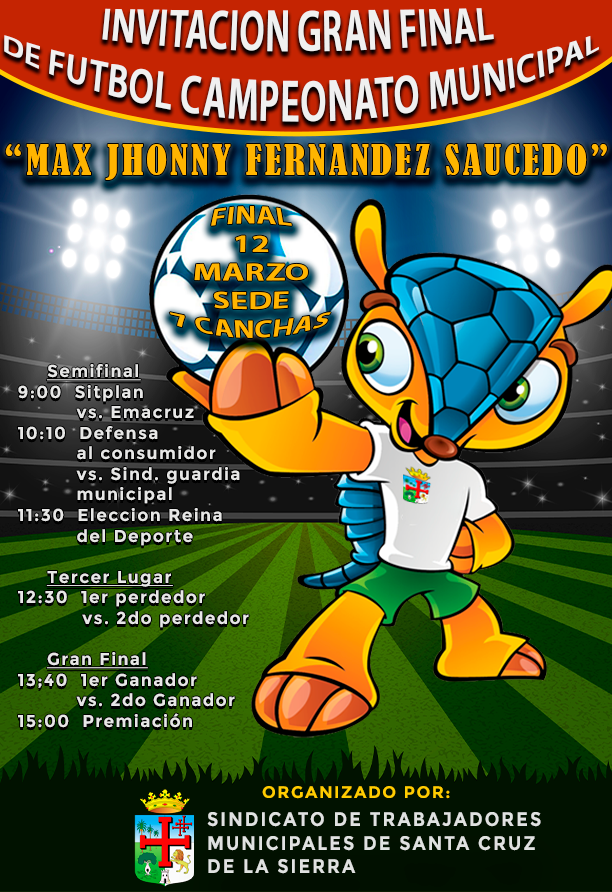 INVITACION GRAN FINAL
DE FUTBOL CAMPEONATO MUNICIPAL
“MAX JHONNY FERNANDEZ SAUCEDO”
FINAL
12
MARZO
SEDE
7 CANCHAS
Semifinal
9:00 Sitplan
vs. Emacruz
10:10 Defensa
al consumidor
vs. Sind. guardia
municipal
11:30 Eleccion Reina
del Deporte
Tercer Lugar
12:30 1er perdedor
vs. 2do perdedor
Gran Final
13;40 1er Ganador
vs. 2do Ganador
15:00 Premiación
ORGANIZADO POR:
SINDICATO DE TRABAJADORES
MUNICIPALES DE SANTA CRUZ
DE LA SIERRA